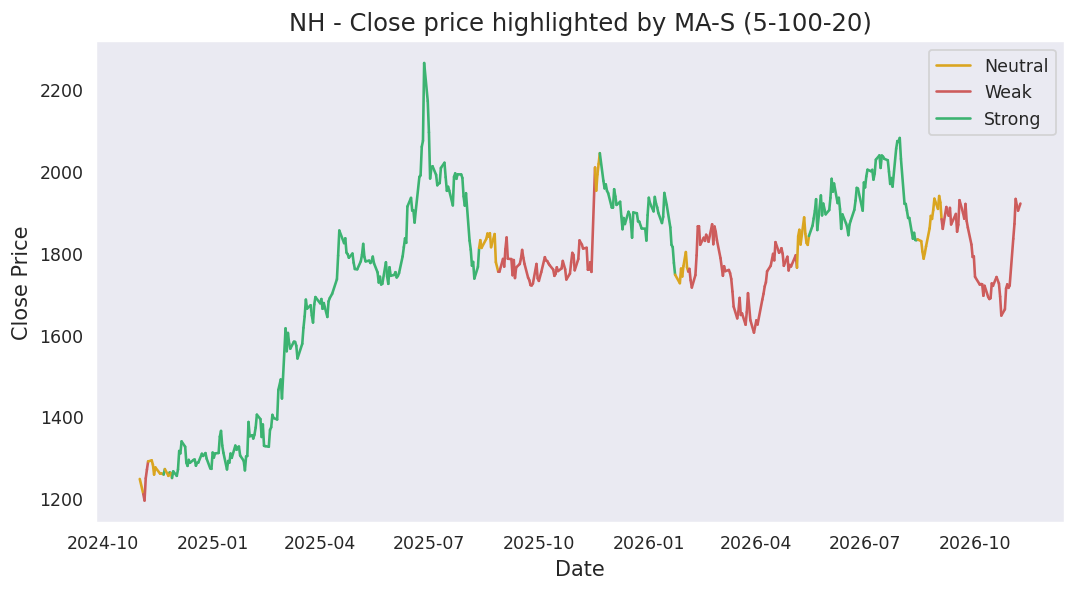 NH - Close price highlighted by MA-S (5-100-20)
Neutral
Weak
Strong
Close Price
2200
2000
1800
1600
1400
1200
2024-10
2025-01
2025-04
2025-07
2025-10
2026-01
2026-04
2026-07
2026-10
Date